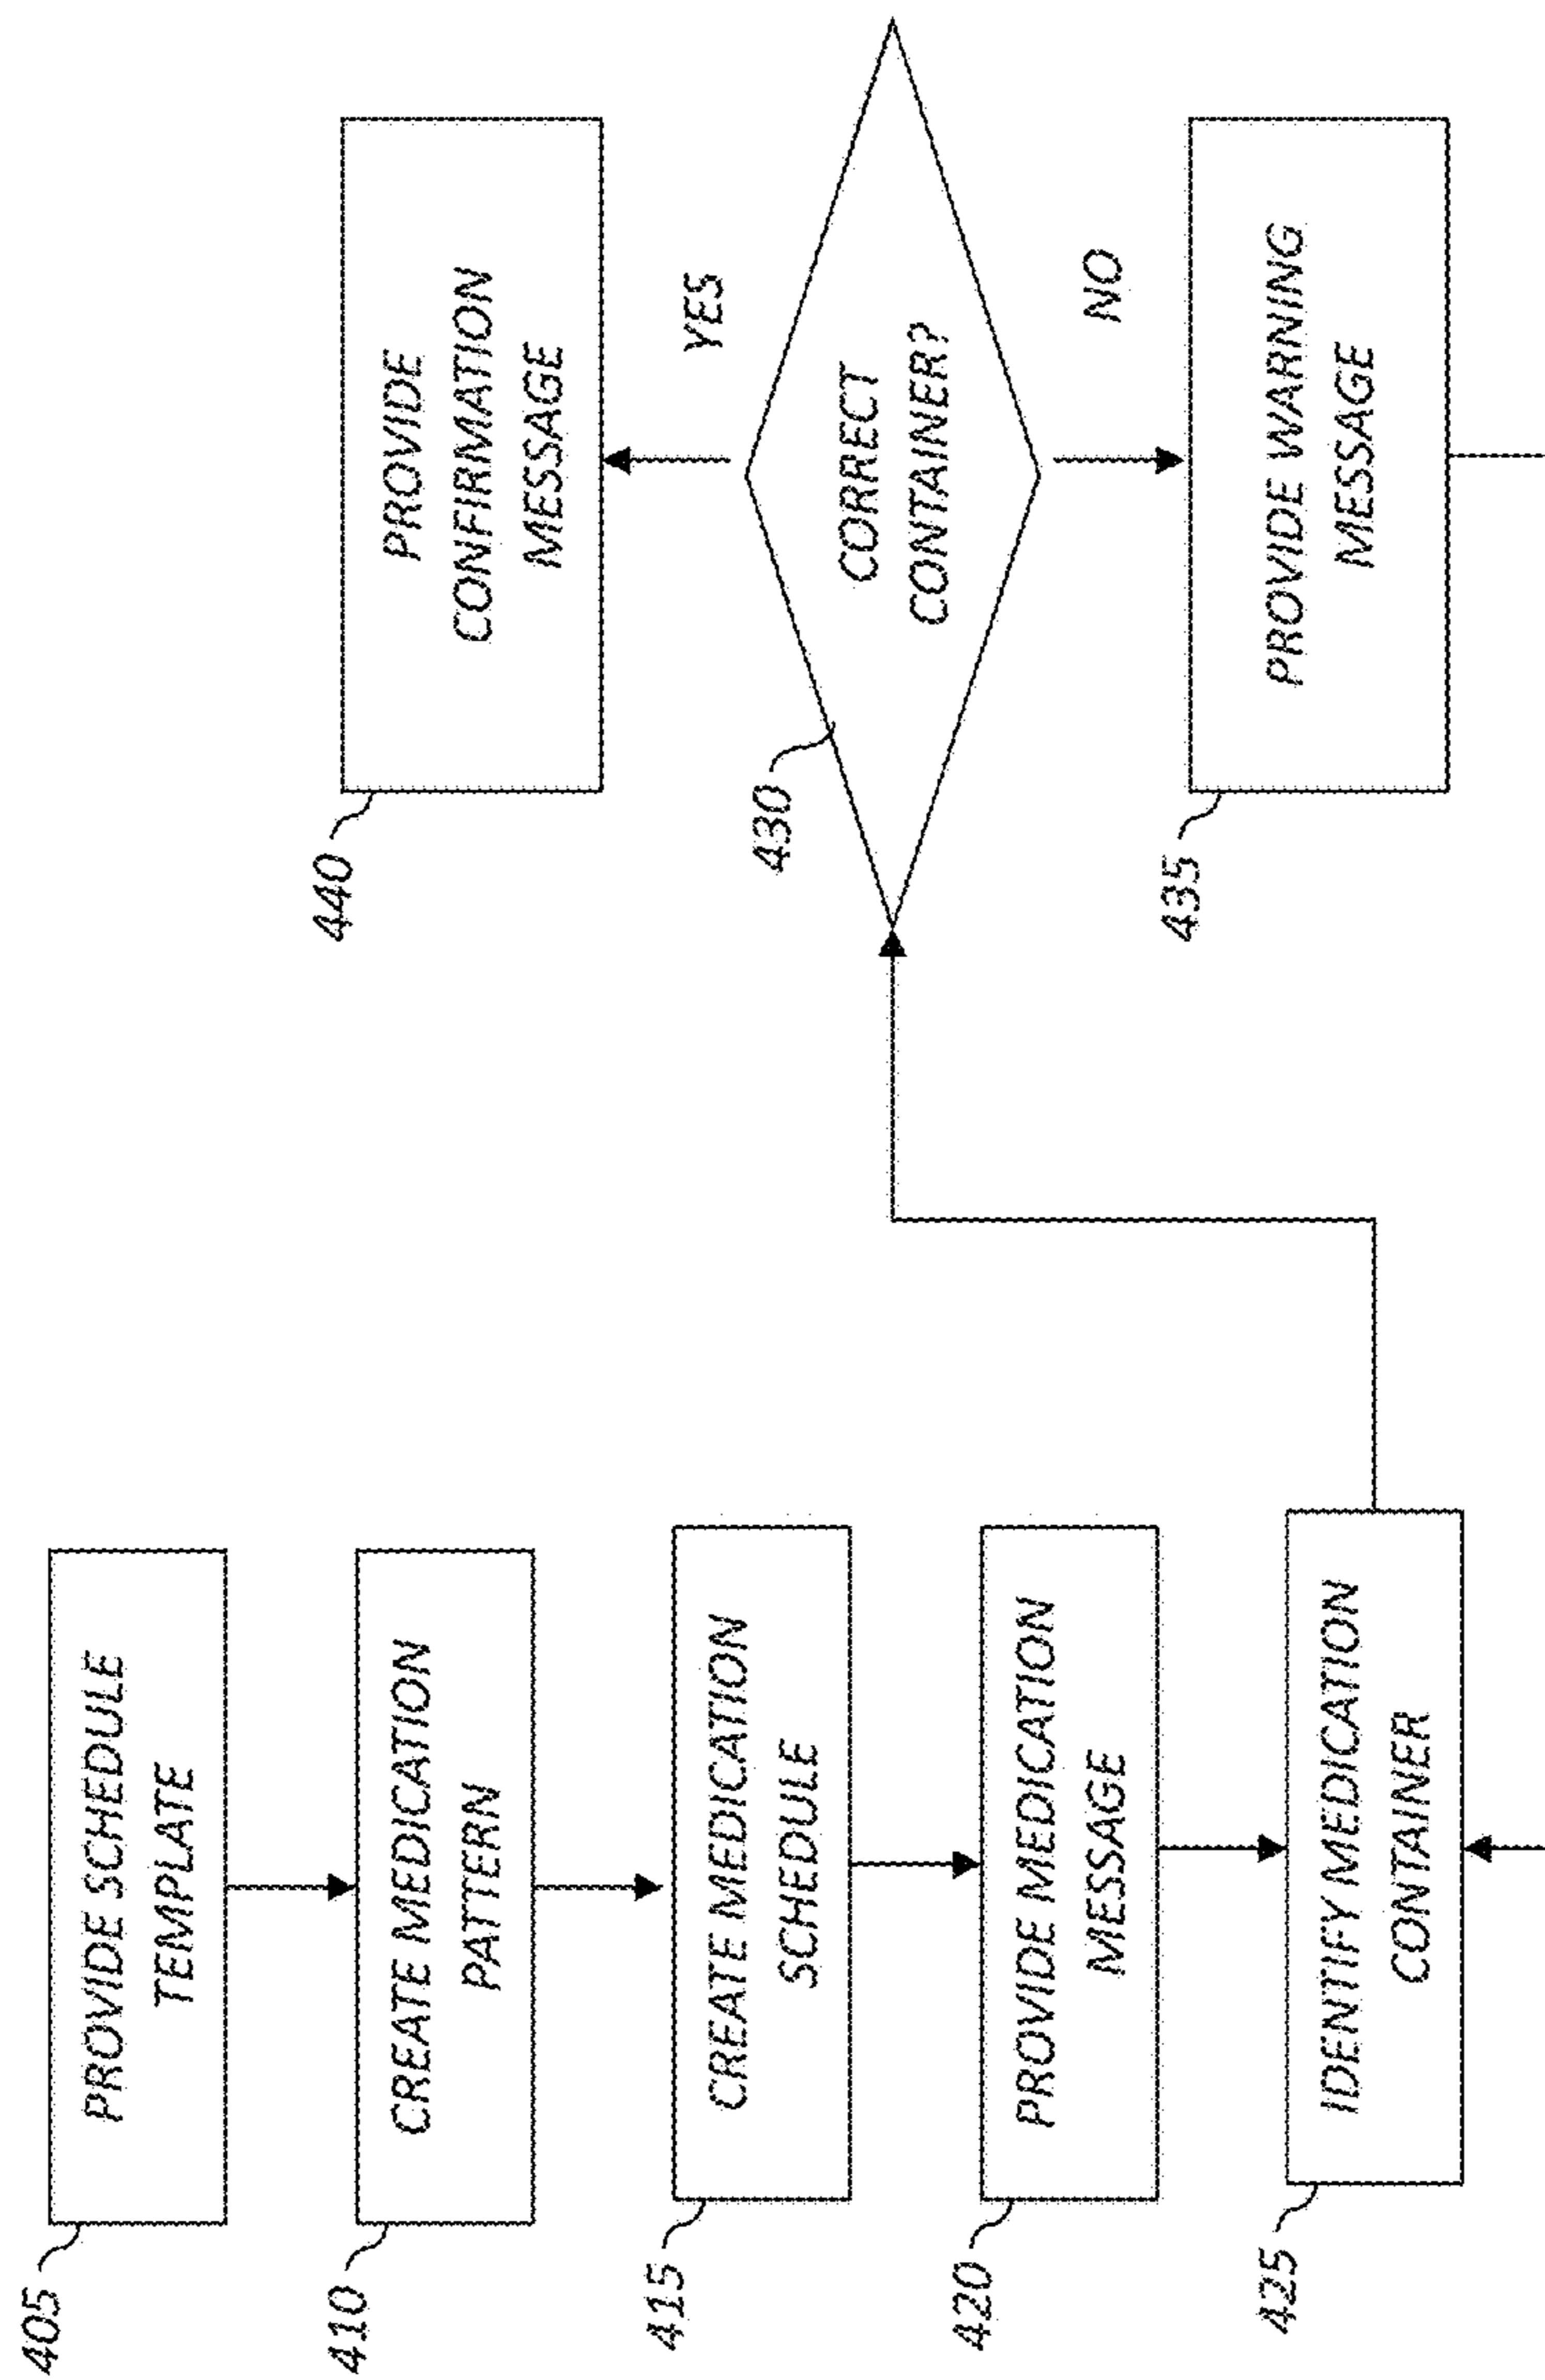 405
PROVIDE SCHEDULE
TEMPLATE
410
CREATE MEDICATION
PATTERN
415
CREATE MEDICATION
SCHEDULE
420
PROVIDE MEDICATION
MESSAGE
425
IDENTIFY MEDICATION
CONTAINER
430
CORRECT
CONTAINER?
YES
NO
440
PROVIDE
CONFIRMATION
MESSAGE
435
PROVIDE WARNING
MESSAGE